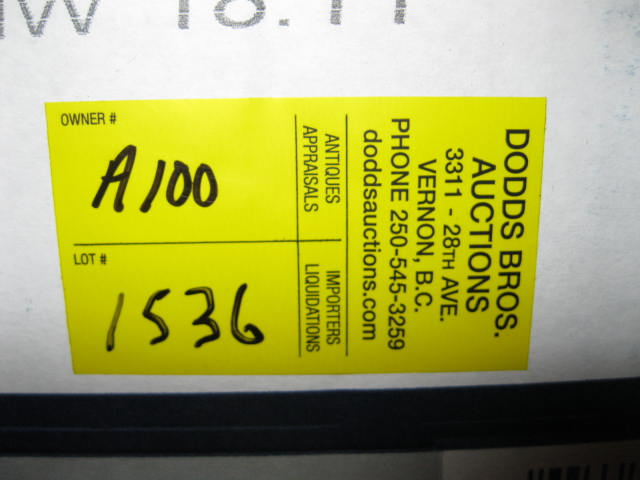 OWNER #
A100
LOT #
1536
ANTIQUES
APPRAISALS
IMPORTERS
LIQUIDATIONS
DODDS BROS.
AUCTIONS
3311 - 28TH AVE.
VERNON, B.C.
PHONE 250-545-3259
doddsauctions.com